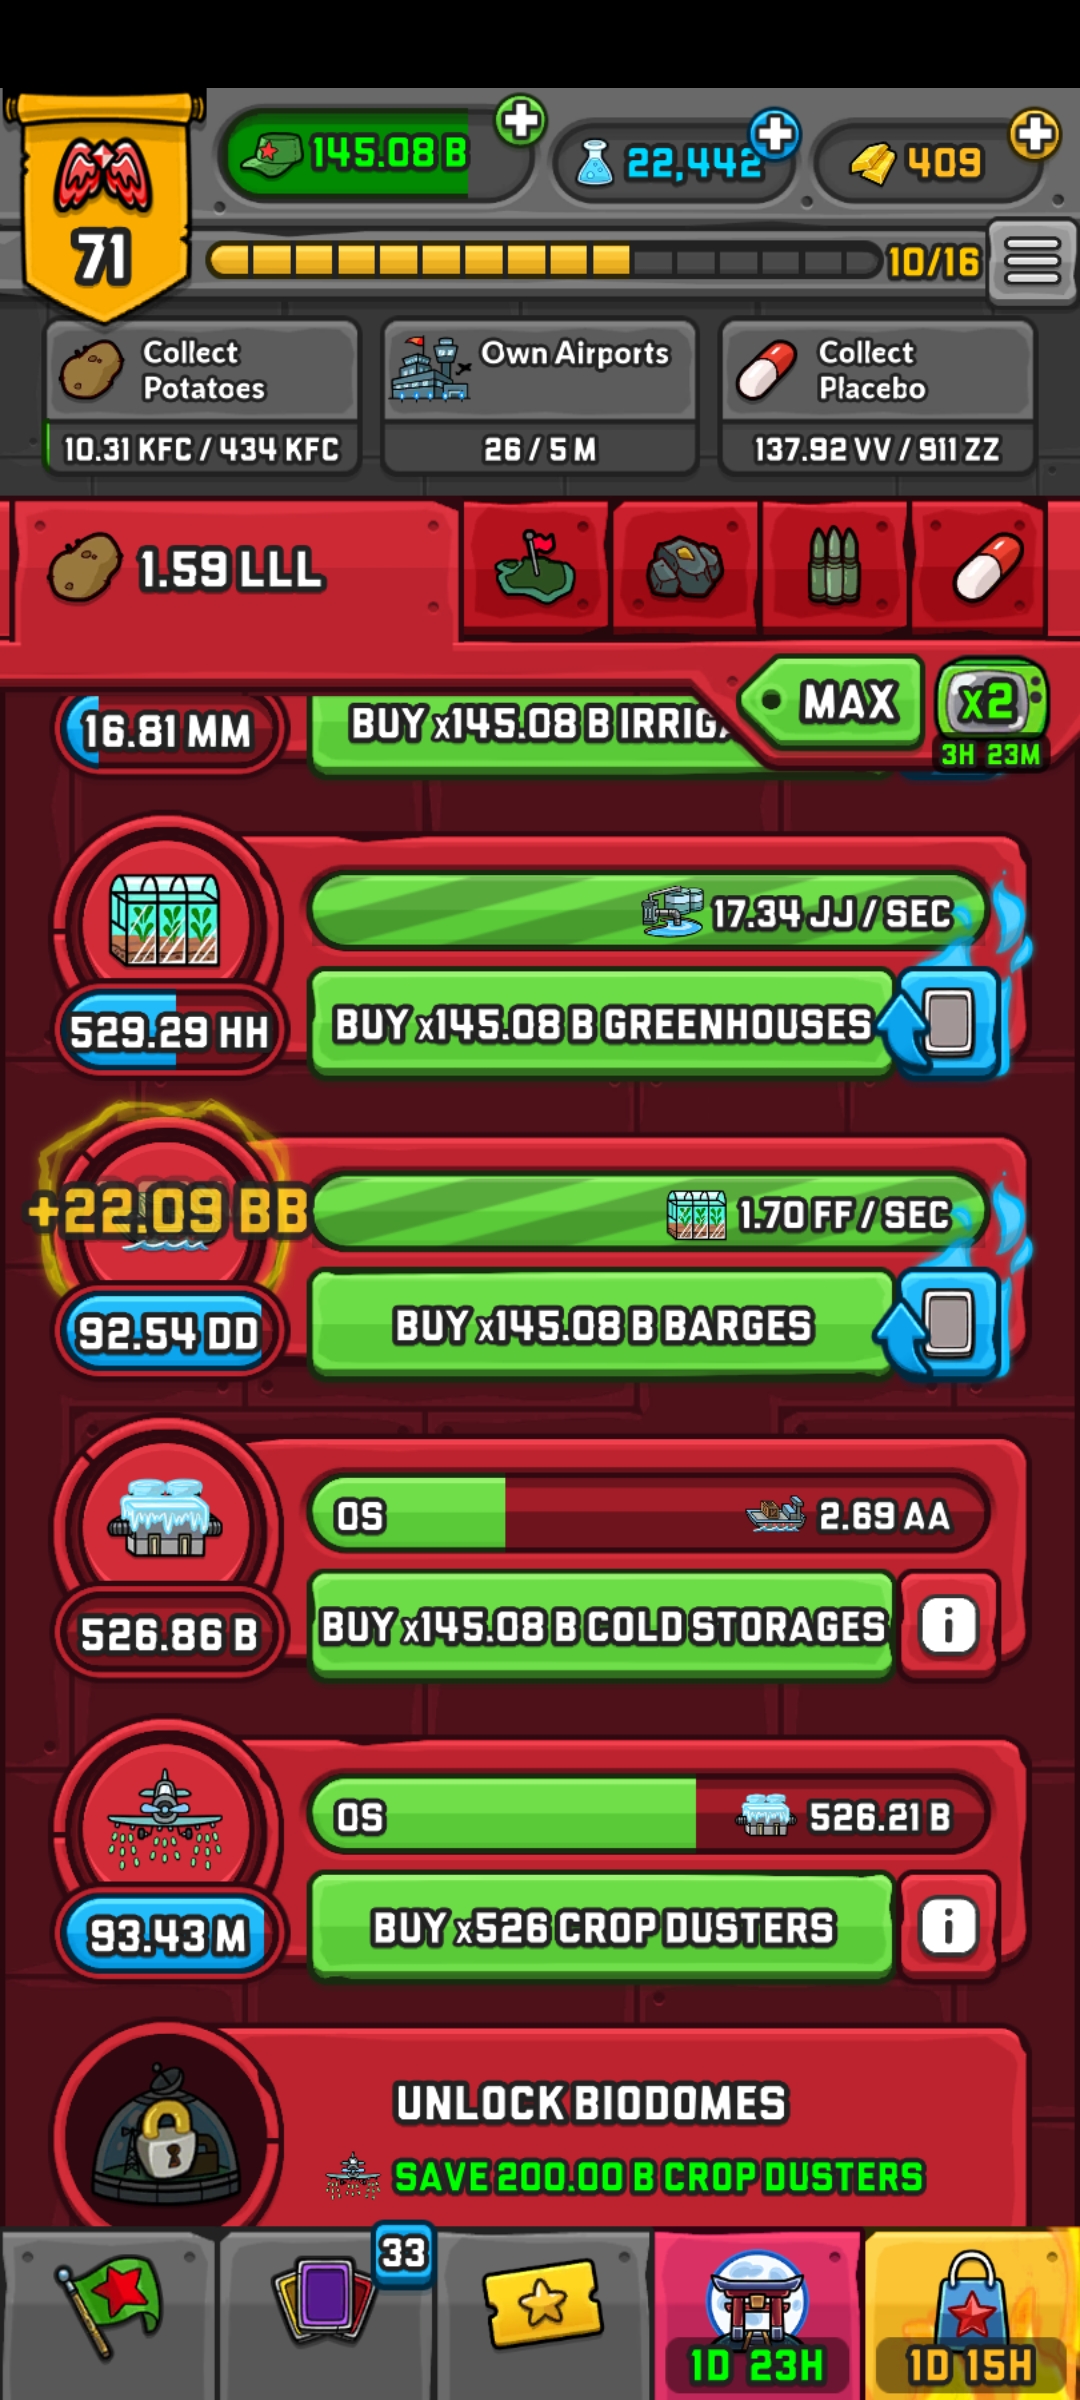 71
145.08 B
22,442
409
10/16
Collect
Potatoes
10.31 KFC / 434 KFC
Own Airports
26 / 5 M
Collect
Placebo
137.92 VV / 911 ZZ
1.59 LLL
MAX
x2
3H 23M
16.81 MM
BUY x145.08 B IRRIGA
17.34 JJ / SEC
529.29 HH
BUY x145.08 B GREENHOUSES
+22.09 BB
1.70 FF / SEC
92.54 DD
BUY x145.08 B BARGES
0S
2.69 AA
526.86 B
BUY x145.08 B COLD STORAGES
i
0S
526.21 B
93.43 M
BUY x526 CROP DUSTERS
i
UNLOCK BIODOMES
SAVE 200.00 B CROP DUSTERS
33
1D 23H
1D 15H